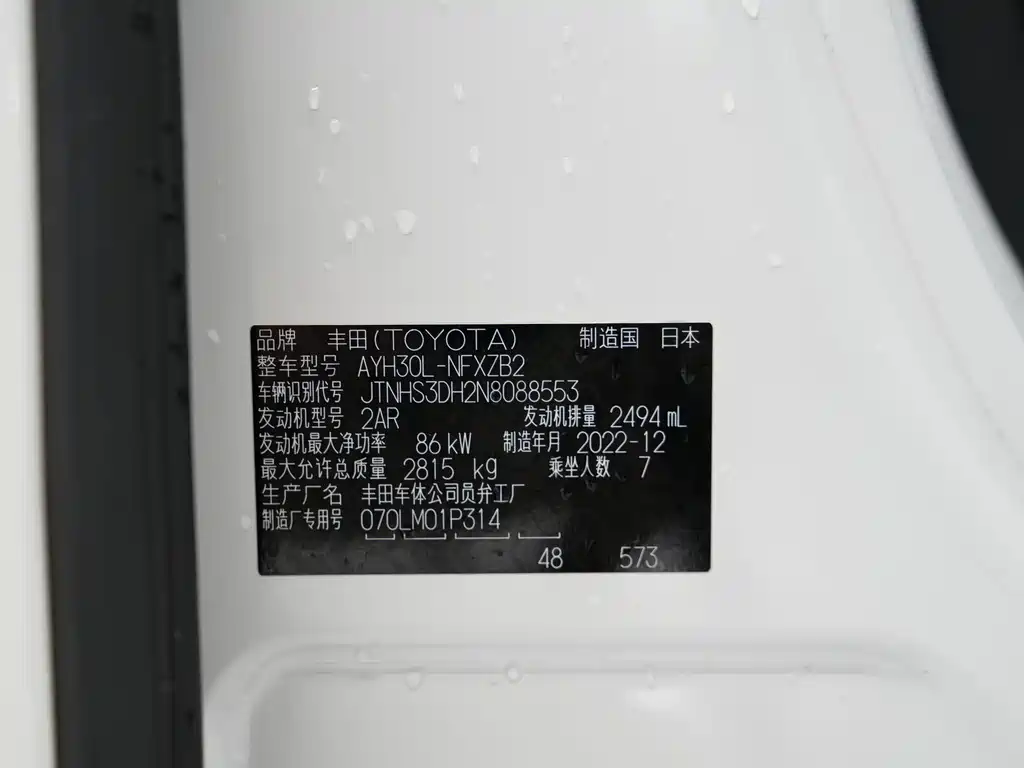 品牌 丰田(TOYOTA) 制造国 日本
整车型号 AYH30L-NFXZB2
车辆识别代号 JTNHS3DH2N8088553
发动机型号 2AR 发动机排量 2494 mL
发动机最大净功率 86 kW 制造年月 2022-12
最大允许总质量 2815 kg 乘坐人数 7
生产厂名 丰田车体公司员弁工厂
制造厂专用号 070LM01P314
48 573